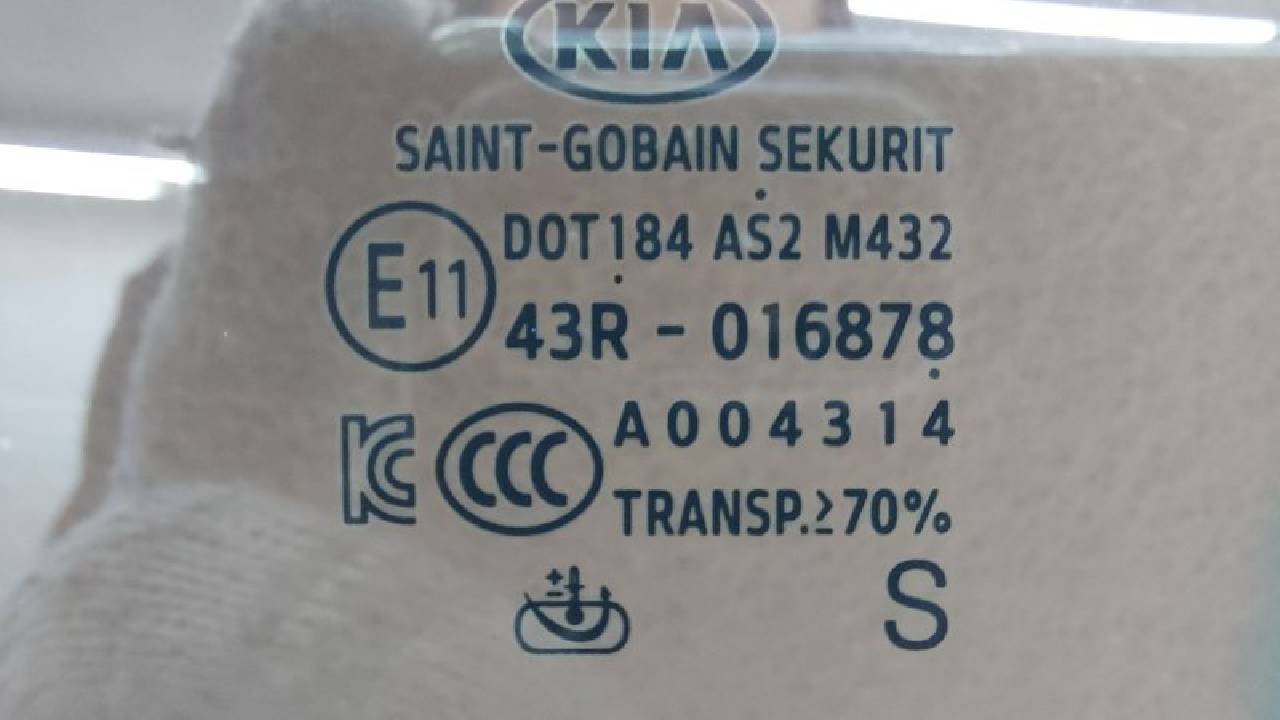 KIA
SAINT-GOBAIN SEKURIT
E11
DOT184 AS2 M432
43R - 016878
KC
CCC
A004314
TRANSP.≥70%
S